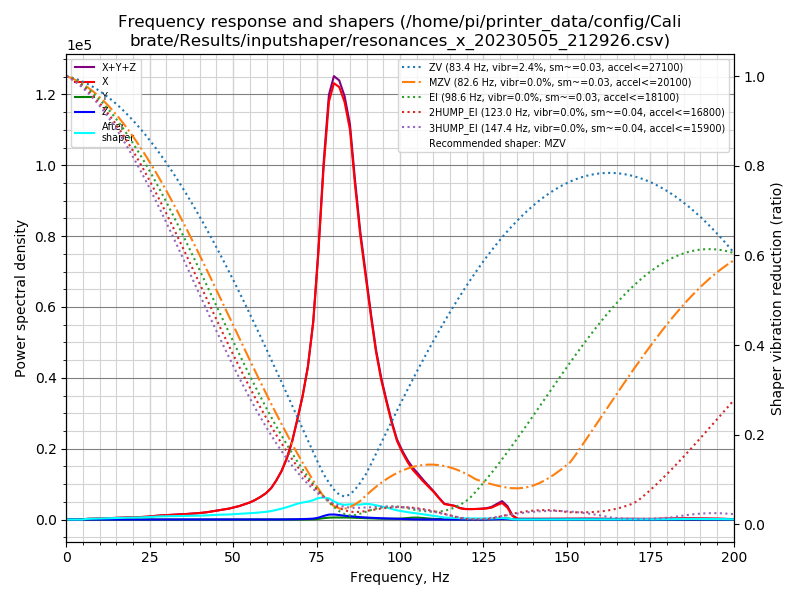 Frequency response and shapers (/home/pi/printer_data/config/Cali
brate/Results/inputshaper/resonances_x_20230505_212926.csv)
1e5
X+Y+Z
X
Y
Z
After
shaper
ZV (83.4 Hz, vibr=2.4%, sm~=0.03, accel<=27100)
MZV (82.6 Hz, vibr=0.0%, sm~=0.03, accel<=20100)
EI (98.6 Hz, vibr=0.0%, sm~=0.03, accel<=18100)
2HUMP_EI (123.0 Hz, vibr=0.0%, sm~=0.04, accel<=16800)
3HUMP_EI (147.4 Hz, vibr=0.0%, sm~=0.04, accel<=15900)
Recommended shaper: MZV
Power spectral density
1.2
1.0
0.8
0.6
0.4
0.2
0.0
1.0
0.8
0.6
0.4
0.2
0.0
Shaper vibration reduction (ratio)
0 25 50 75 100 125 150 175 200
Frequency, Hz